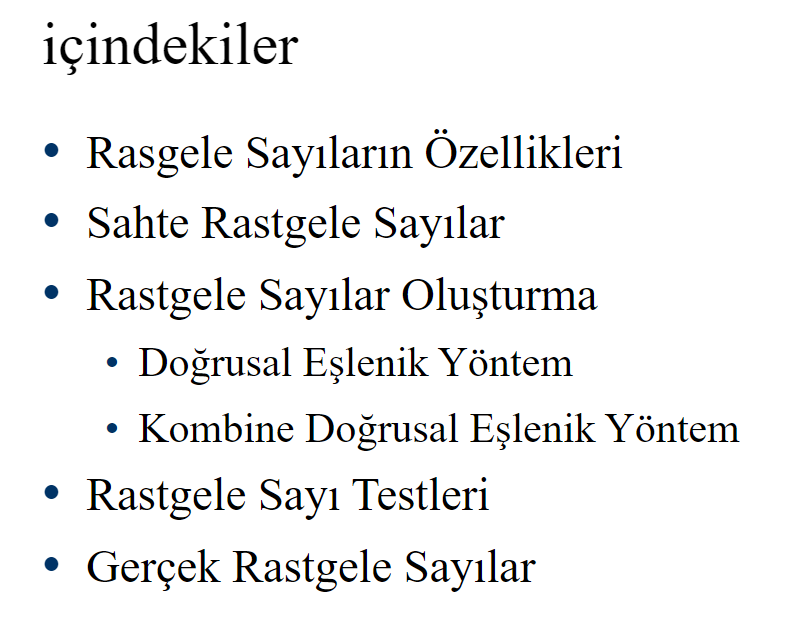 içindekiler
• Rasgele Sayıların Özellikleri
• Sahte Rastgele Sayılar
• Rastgele Sayılar Oluşturma
• Doğrusal Eşlenik Yöntem
• Kombine Doğrusal Eşlenik Yöntem
• Rastgele Sayı Testleri
• Gerçek Rastgele Sayılar